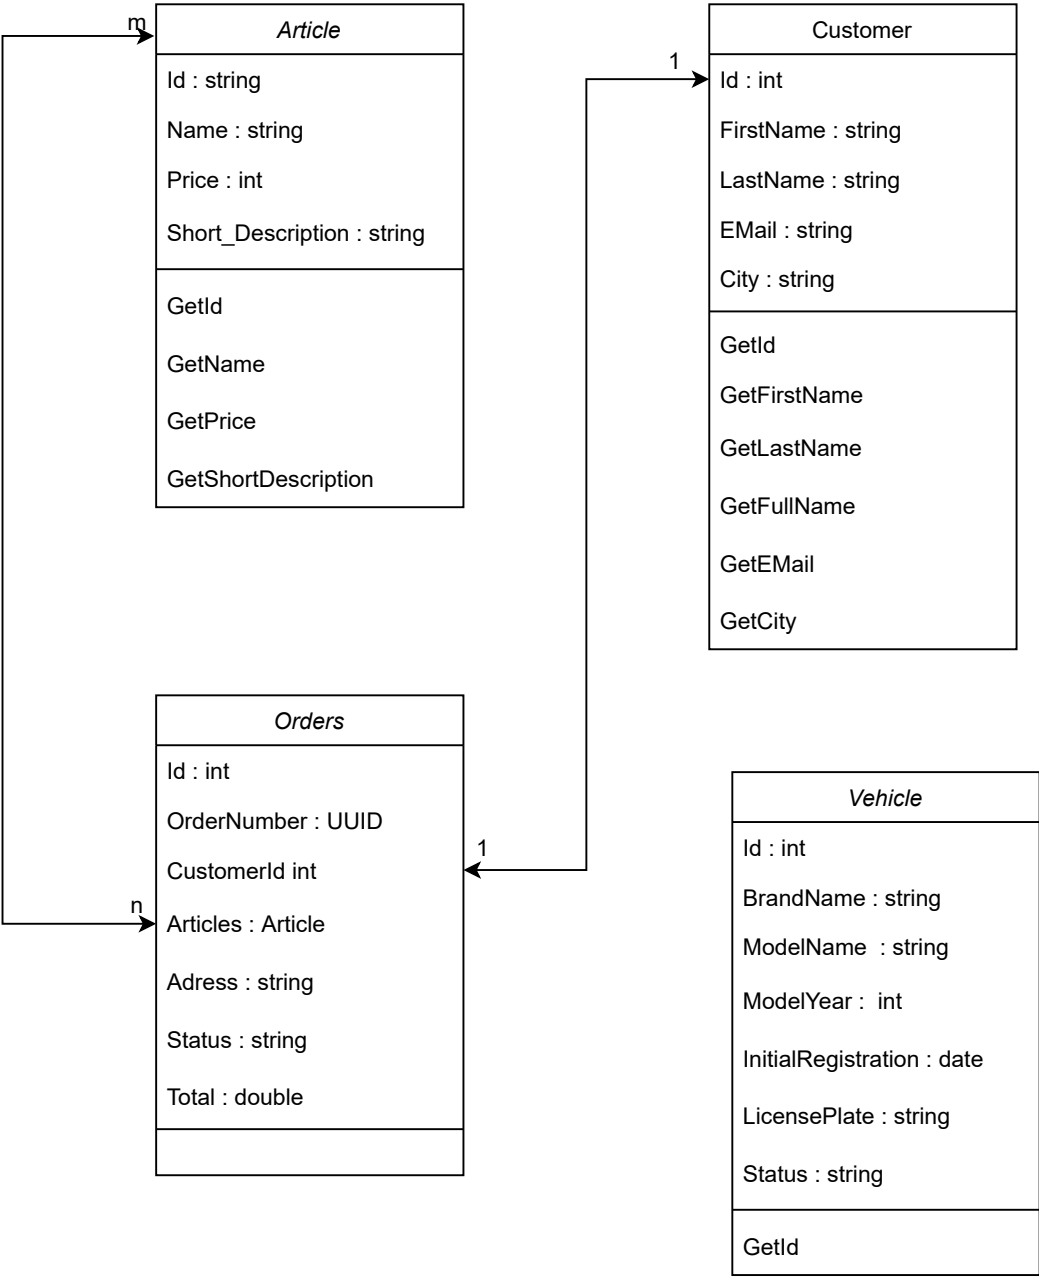 m
Article
Id : string
Name : string
Price : int
Short_Description : string
GetId
GetName
GetPrice
GetShortDescription
1
Customer
Id : int
FirstName : string
LastName : string
EMail : string
City : string
GetId
GetFirstName
GetLastName
GetFullName
GetEMail
GetCity
Orders
Id : int
OrderNumber : UUID
CustomerId int
1
n
Articles : Article
Adress : string
Status : string
Total : double
Vehicle
Id : int
BrandName : string
ModelName  : string
ModelYear :  int
InitialRegistration : date
LicensePlate : string
Status : string
GetId